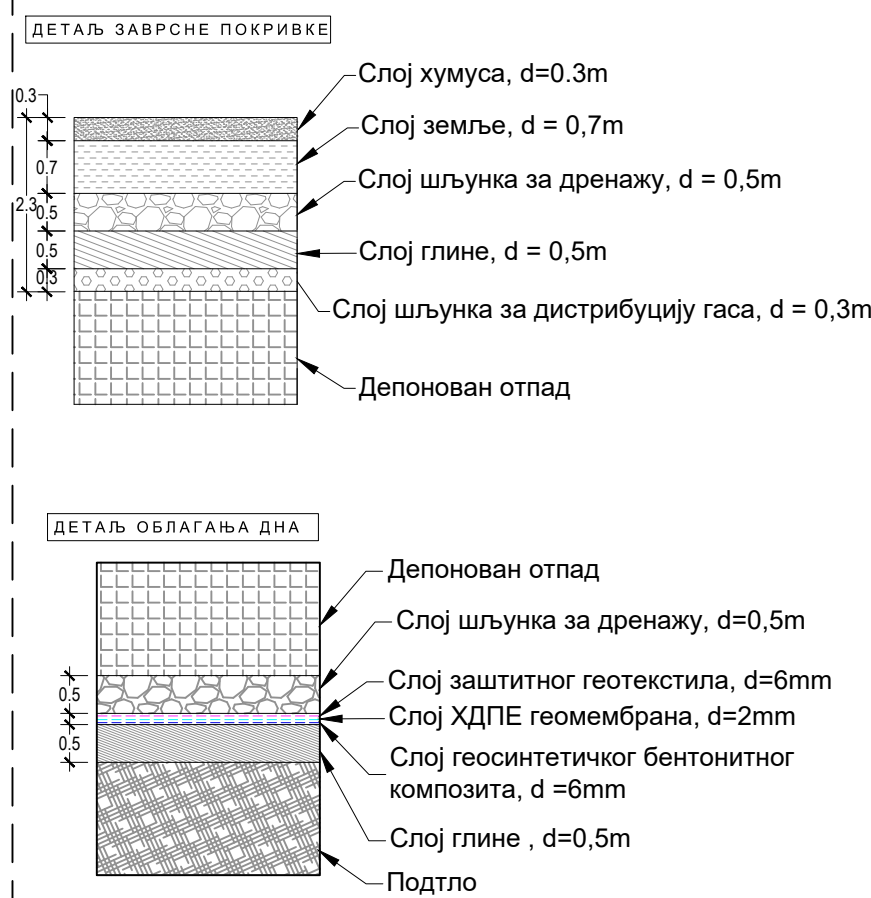 ДЕТАЉ ЗАВРСНЕ ПОКРИВКЕ
Слој хумуса, d=0.3m
0.3
Слој земље, d = 0,7m
0.7
Слој шљунка за дренажу, d = 0,5m
2.3
0.5
0.5
Слој глине, d = 0,5m
0.3
Слој шљунка за дистрибуцију гаса, d = 0,3m
Депонован отпад
ДЕТАЉ ОБЛАГАЊА ДНА
Депонован отпад
Слој шљунка за дренажу, d=0,5m
0.5
Слој заштитног геотекстила, d=6mm
Слој ХДПЕ геомембрана, d=2mm
0.5
Слој геосинтетичког бентонитног
композита, d =6mm
Слој глине , d=0,5m
Подтло